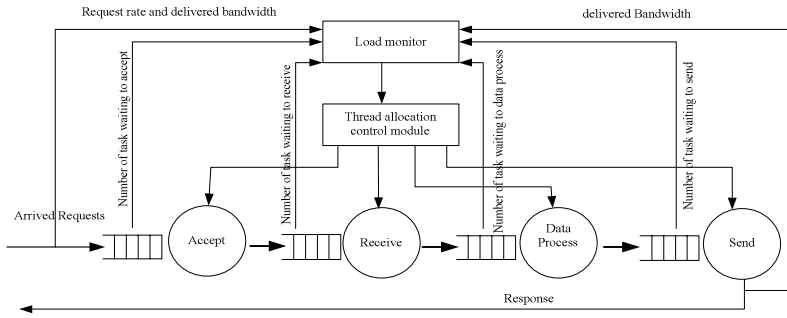 Request rate and delivered bandwidth
delivered Bandwidth
Load monitor
Number of task waiting to accept
Number of task waiting to receive
Number of task waiting to data process
Number of task waiting to send
Thread allocation
control module
Arrived Requests
Accept
Receive
Data
Process
Send
Response